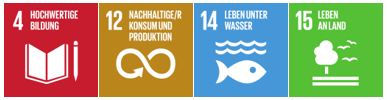 4 HOCHWERTIGE
BILDUNG
12 NACHHALTIGE/R
KONSUM UND
PRODUKTION
14 LEBEN UNTER
WASSER
15 LEBEN
AN LAND